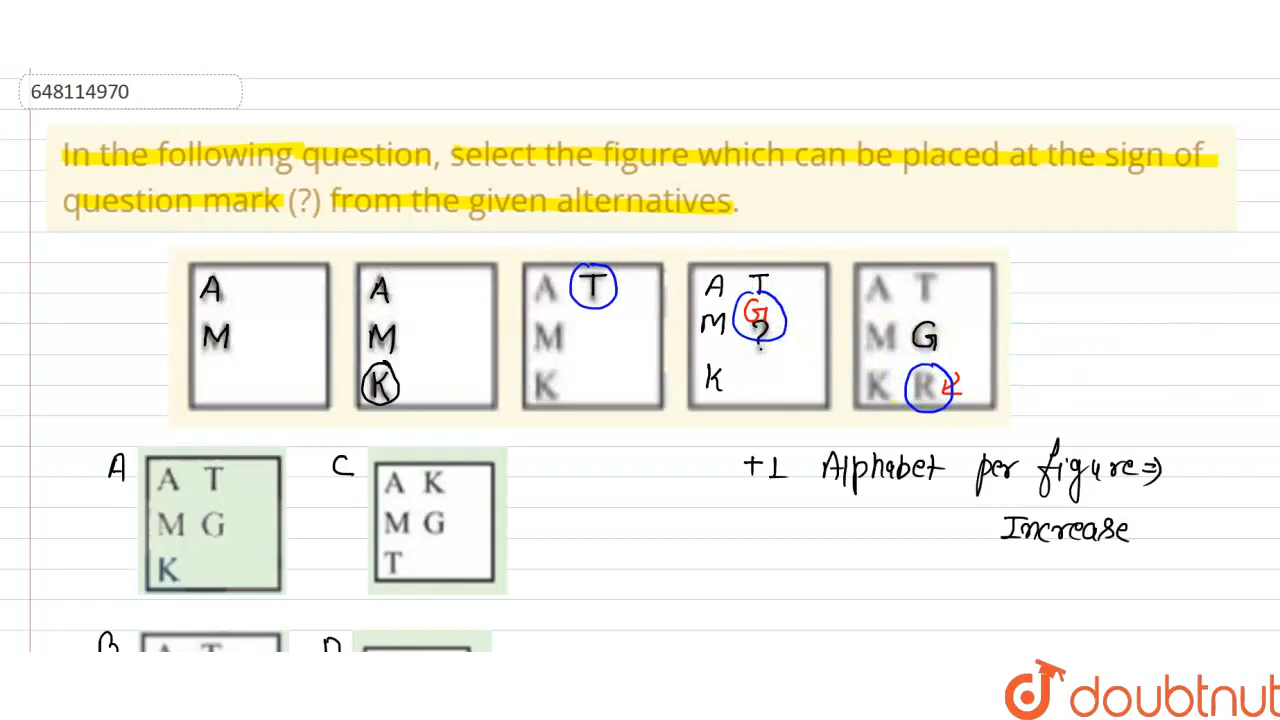 648114970
In the following question, select the figure which can be placed at the sign of
question mark (?) from the given alternatives.
A
M
A
M
K
A T
M
K
A T
M G
?
K
A T
M G
K R
A
A T
M G
K
C
A K
M G
T
+1 Alphabet per figure ⇒
Increase
B
A T
D
doubtnut